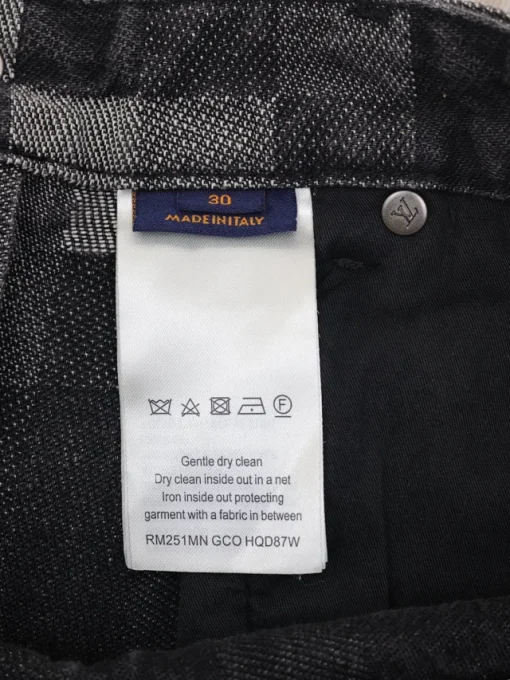 30
MADE IN ITALY
LV
F
Gentle dry clean
Dry clean inside out in a net
Iron inside out protecting
garment with a fabric in between
RM251MN GCO HQD87W